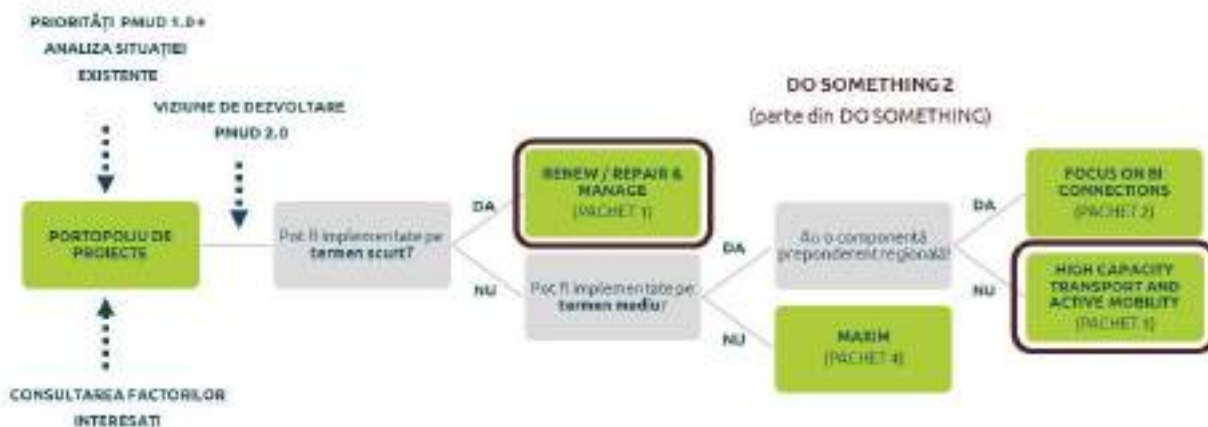 PRIORITĂȚI PMUD 1.0+
ANALIZA SITUAȚIEI
EXISTENTE
VIZIUNE DE DEZVOLTARE
PMUD 2.0
DO SOMETHING 2
(parte din DO SOMETHING)
PORTOFOLIU DE
PROIECTE
Pot fi implementate pe
termen scurt?
DA
NU
RENEW / REPAIR &
MANAGE
(PACHET 1)
Pot fi implementate pe
termen mediu?
DA
NU
Au o componentă
preponderent regională?
MAXIM
(PACHET 4)
DA
NU
FOCUS ON BI
CONNECTIONS
(PACHET 2)
HIGH CAPACITY
TRANSPORT AND
ACTIVE MOBILITY
(PACHET 3)
CONSULTAREA FACTORILOR
INTERESAȚI